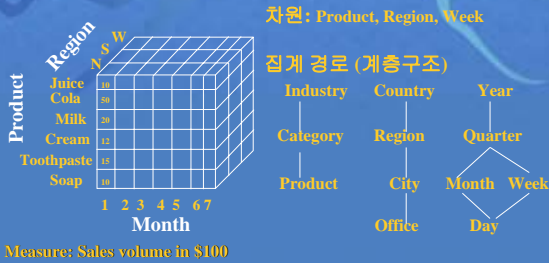 차원: Product, Region, Week
집계 경로 (계층구조)
Region
W
S
N
Product
Juice 10
Cola 50
Milk 20
Cream 12
Toothpaste 15
Soap 10
1 2 3 4 5 6 7
Month
Measure: Sales volume in $100
Industry Country Year
Category Region Quarter
Product City Month Week
Office Day